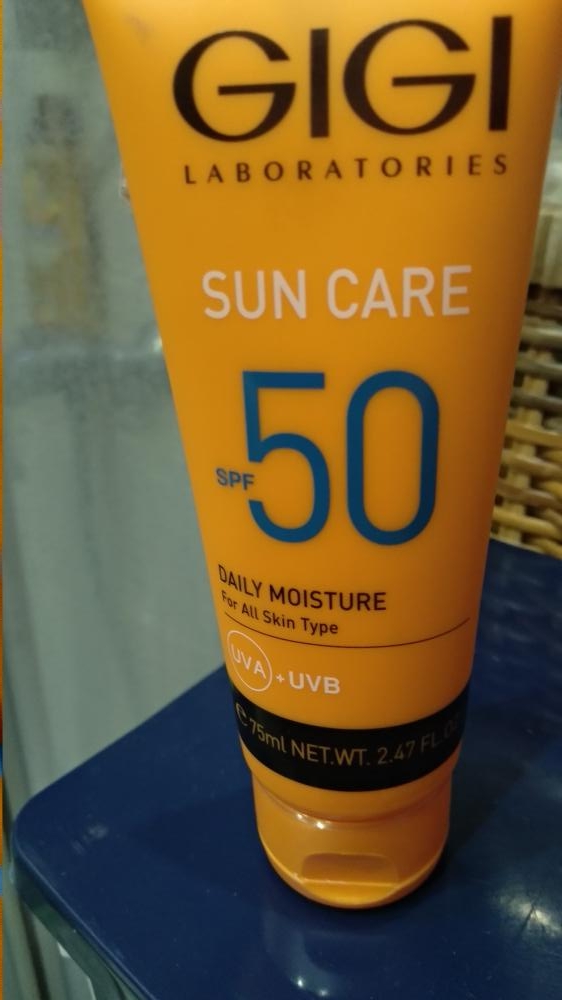 GIGI
LABORATORIES
SUN CARE
SPF 50
DAILY MOISTURE
For All Skin Type
UVA + UVB
℮ 75ml NET.WT. 2.47 FL.OZ